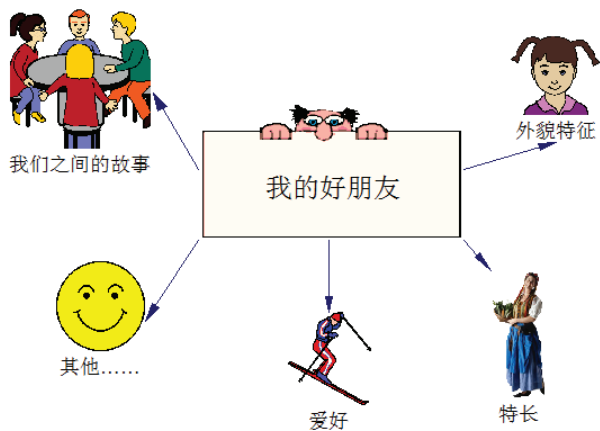 我们之间的故事
外貌特征
我的好朋友
其他……
爱好
特长